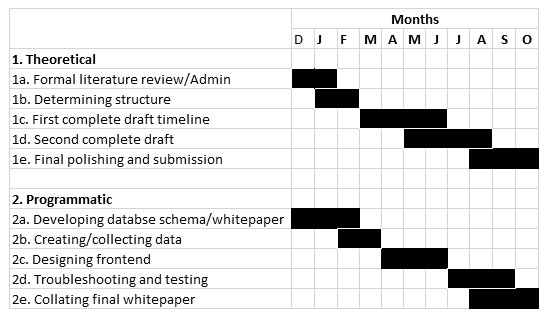 Months
D J F M A M J J A S O
1. Theoretical
1a. Formal literature review/Admin
1b. Determining structure
1c. First complete draft timeline
1d. Second complete draft
1e. Final polishing and submission
2. Programmatic
2a. Developing databse schema/whitepaper
2b. Creating/collecting data
2c. Designing frontend
2d. Troubleshooting and testing
2e. Collating final whitepaper